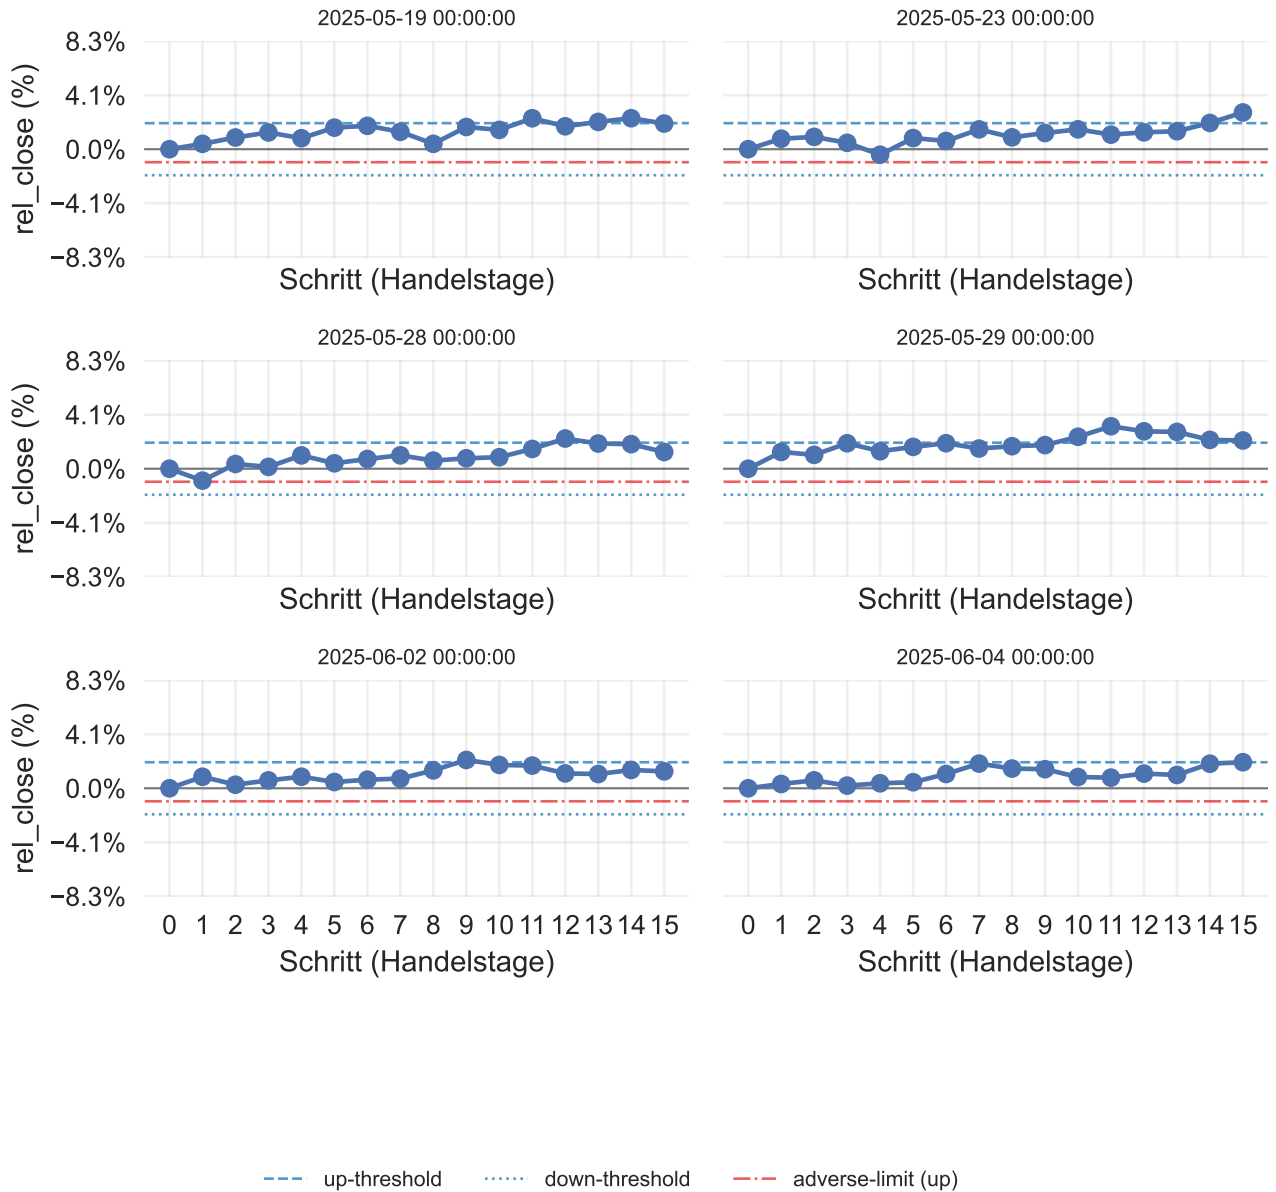 2025-05-19 00:00:00
2025-05-23 00:00:00
rel_close (%)
8.3%
4.1%
0.0%
−4.1%
−8.3%
Schritt (Handelstage)
Schritt (Handelstage)
2025-05-28 00:00:00
2025-05-29 00:00:00
rel_close (%)
8.3%
4.1%
0.0%
−4.1%
−8.3%
Schritt (Handelstage)
Schritt (Handelstage)
2025-06-02 00:00:00
2025-06-04 00:00:00
rel_close (%)
8.3%
4.1%
0.0%
−4.1%
−8.3%
0 1 2 3 4 5 6 7 8 9 10 11 12 13 14 15
0 1 2 3 4 5 6 7 8 9 10 11 12 13 14 15
Schritt (Handelstage)
Schritt (Handelstage)
up-threshold
down-threshold
adverse-limit (up)